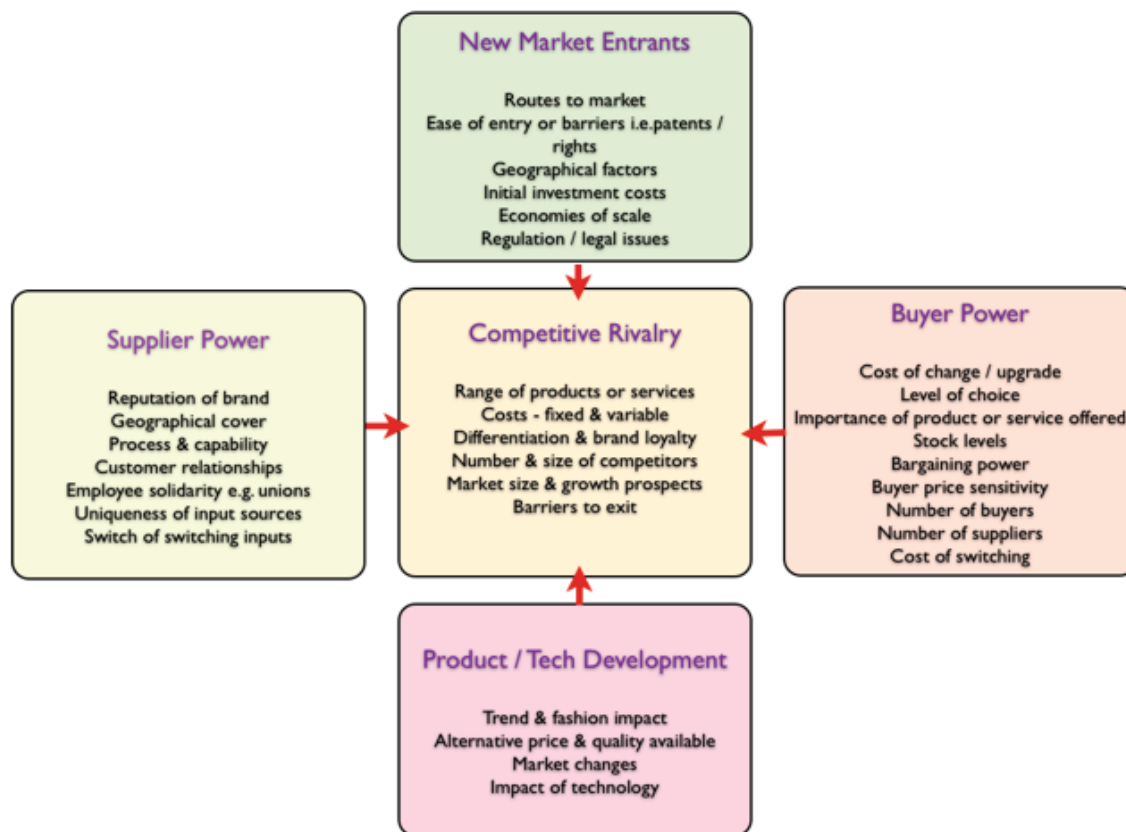 New Market Entrants
Routes to market
Ease of entry or barriers i.e.patents /
rights
Geographical factors
Initial investment costs
Economies of scale
Regulation / legal issues
Supplier Power
Reputation of brand
Geographical cover
Process & capability
Customer relationships
Employee solidarity e.g. unions
Uniqueness of input sources
Switch of switching inputs
Competitive Rivalry
Range of products or services
Costs - fixed & variable
Differentiation & brand loyalty
Number & size of competitors
Market size & growth prospects
Barriers to exit
Buyer Power
Cost of change / upgrade
Level of choice
Importance of product or service offered
Stock levels
Bargaining power
Buyer price sensitivity
Number of buyers
Number of suppliers
Cost of switching
Product / Tech Development
Trend & fashion impact
Alternative price & quality available
Market changes
Impact of technology